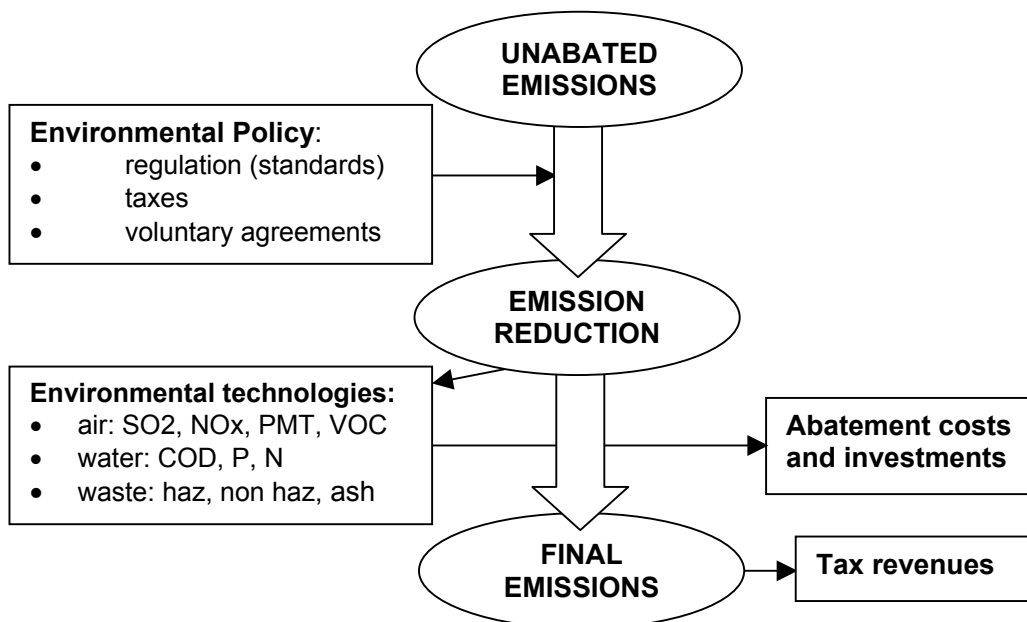 UNABATED
EMISSIONS
Environmental Policy:
• regulation (standards)
• taxes
• voluntary agreements
EMISSION
REDUCTION
Environmental technologies:
• air: SO2, NOx, PMT, VOC
• water: COD, P, N
• waste: haz, non haz, ash
Abatement costs
and investments
FINAL
EMISSIONS
Tax revenues